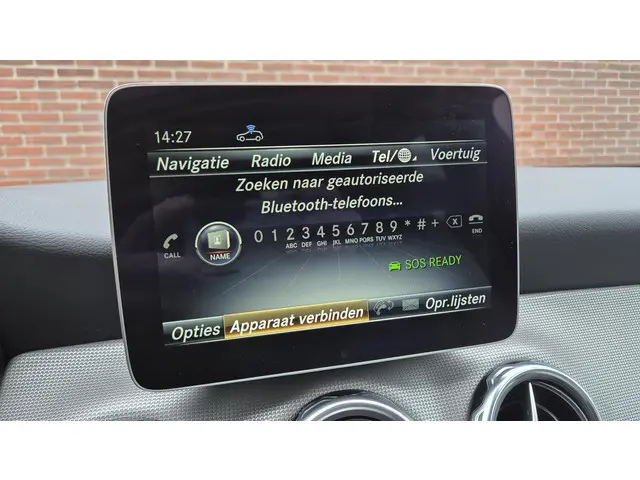 14:27
Navigatie Radio Media Tel/ Voertuig
Zoeken naar geautoriseerde
Bluetooth-telefoons...
0 1 2 3 4 5 6 7 8 9 * # +
ABC DEF GHI JKL MNO PQRS TUV WXYZ
CALL NAME END
SOS READY
Opties Apparaat verbinden Opr.lijsten